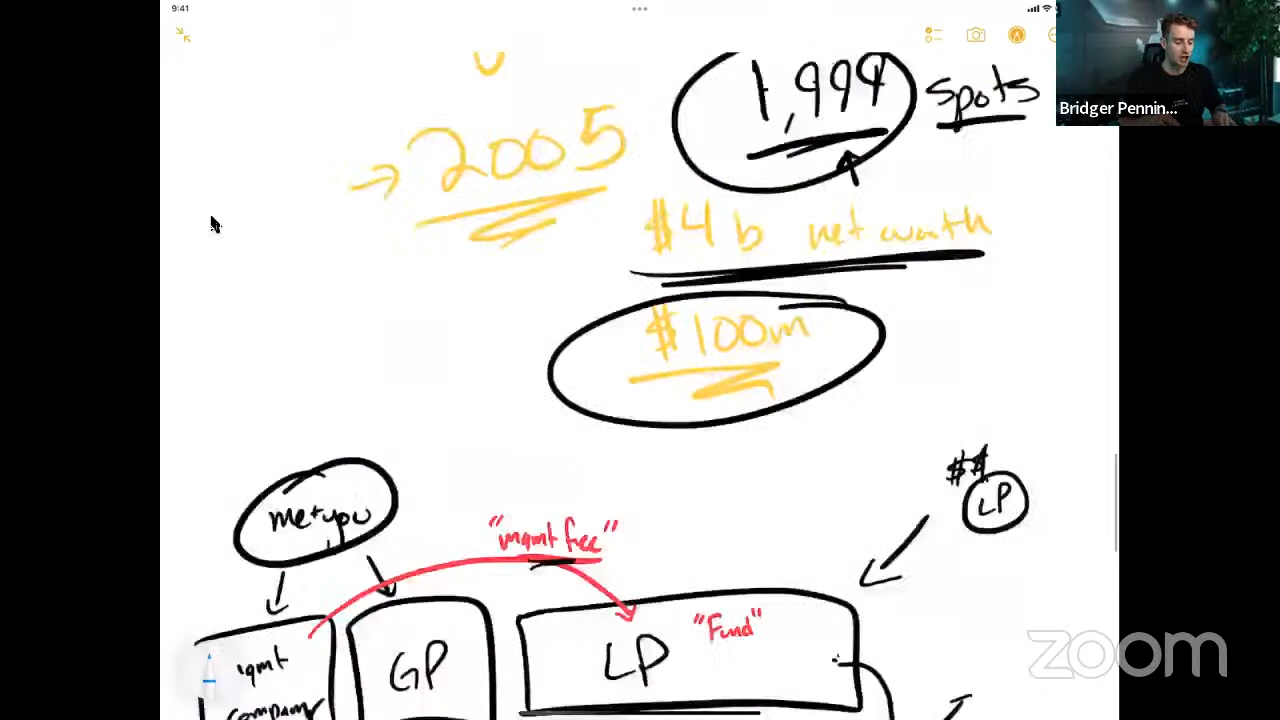 9:41
Bridger Pennin...
1,999 spots
→ 2005
$4 b net worth
$100m
$$
LP
me+you
"mgmt fee"
"Fund"
mgmt
company
GP
LP
zoom